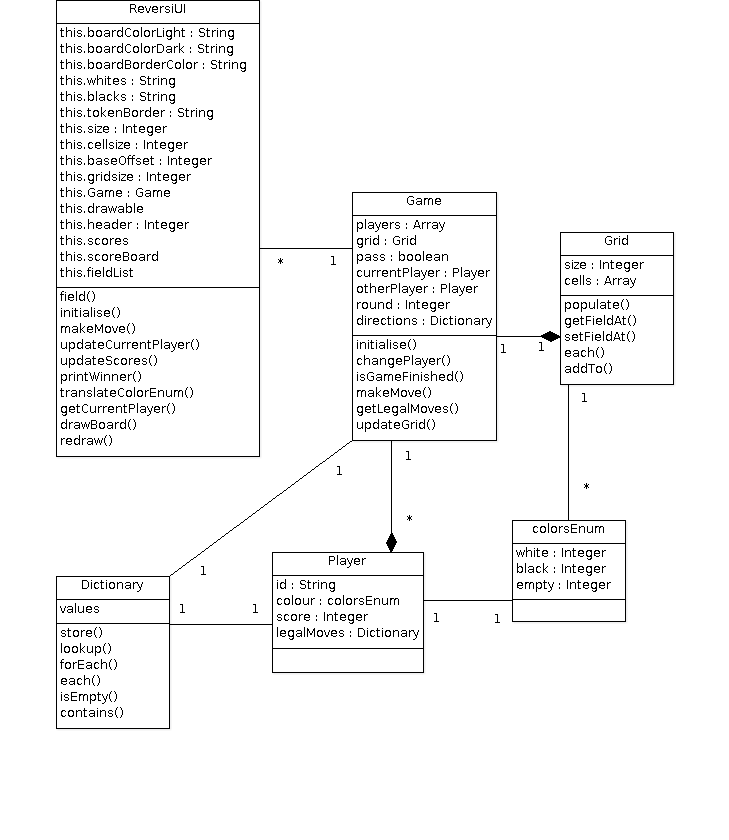 ReversiUI
this.boardColorLight : String
this.boardColorDark : String
this.boardBorderColor : String
this.whites : String
this.blacks : String
this.tokenBorder : String
this.size : Integer
this.cellsize : Integer
this.baseOffset : Integer
this.gridsize : Integer
this.Game : Game
this.drawable
this.header : Integer
this.scores
this.scoreBoard
this.fieldList
field()
initialise()
makeMove()
updateCurrentPlayer()
updateScores()
printWinner()
translateColorEnum()
getCurrentPlayer()
drawBoard()
redraw()
* 1
Game
players : Array
grid : Grid
pass : boolean
currentPlayer : Player
otherPlayer : Player
round : Integer
directions : Dictionary
initialise()
changePlayer()
isGameFinished()
makeMove()
getLegalMoves()
updateGrid()
1 1
Grid
size : Integer
cells : Array
populate()
getFieldAt()
setFieldAt()
each()
addTo()
1
*
1
1
1
*
colorsEnum
white : Integer
black : Integer
empty : Integer
Player
id : String
colour : colorsEnum
score : Integer
legalMoves : Dictionary
1 1
Dictionary
values
store()
lookup()
forEach()
each()
isEmpty()
contains()
1 1